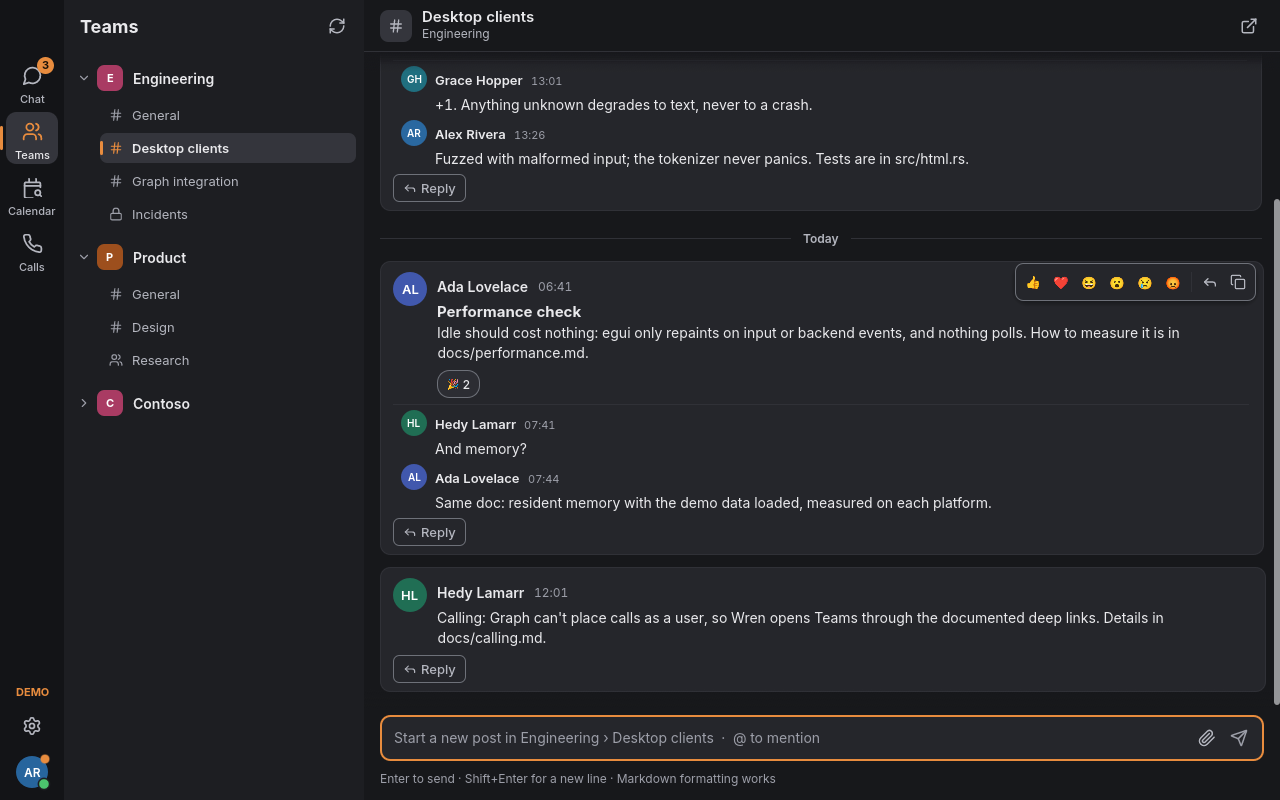 Teams
3
Chat
Teams
Calendar
Calls
DEMO
AR
E Engineering
General
Desktop clients
Graph integration
Incidents
P Product
General
Design
Research
C Contoso
Desktop clients
Engineering
GH Grace Hopper 13:01
+1. Anything unknown degrades to text, never to a crash.
AR Alex Rivera 13:26
Fuzzed with malformed input; the tokenizer never panics. Tests are in src/html.rs.
Reply
Today
AL Ada Lovelace 06:41
Performance check
Idle should cost nothing: egui only repaints on input or backend events, and nothing polls. How to measure it is in
docs/performance.md.
🎉 2
HL Hedy Lamarr 07:41
And memory?
AL Ada Lovelace 07:44
Same doc: resident memory with the demo data loaded, measured on each platform.
Reply
HL Hedy Lamarr 12:01
Calling: Graph can't place calls as a user, so Wren opens Teams through the documented deep links. Details in
docs/calling.md.
Reply
Start a new post in Engineering › Desktop clients · @ to mention
Enter to send · Shift+Enter for a new line · Markdown formatting works